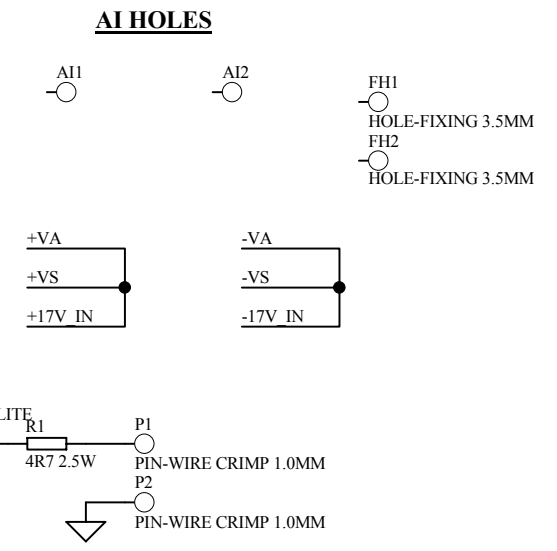 AI HOLES
AI1
AI2
FH1
HOLE-FIXING 3.5MM
FH2
HOLE-FIXING 3.5MM
+VA
-VA
+VS
-VS
+17V_IN
-17V_IN
LITE
R1
4R7 2.5W
P1
PIN-WIRE CRIMP 1.0MM
P2
PIN-WIRE CRIMP 1.0MM